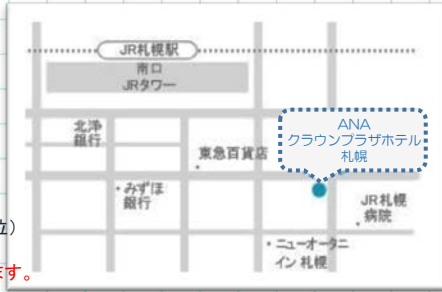 JR札幌駅
南口
JRタワー
北洋
銀行
東急百貨店
ANA
クラウンプラザホテル
札幌
・みずほ
銀行
JR札幌
病院
・ニューオータニ
イン 札幌
)
ます。